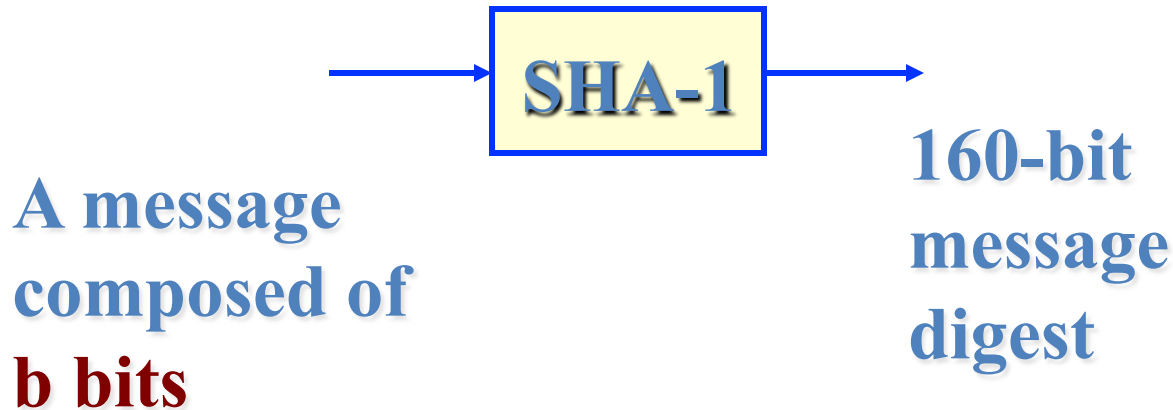 SHA-1
A message
composed of
b bits
160-bit
message
digest